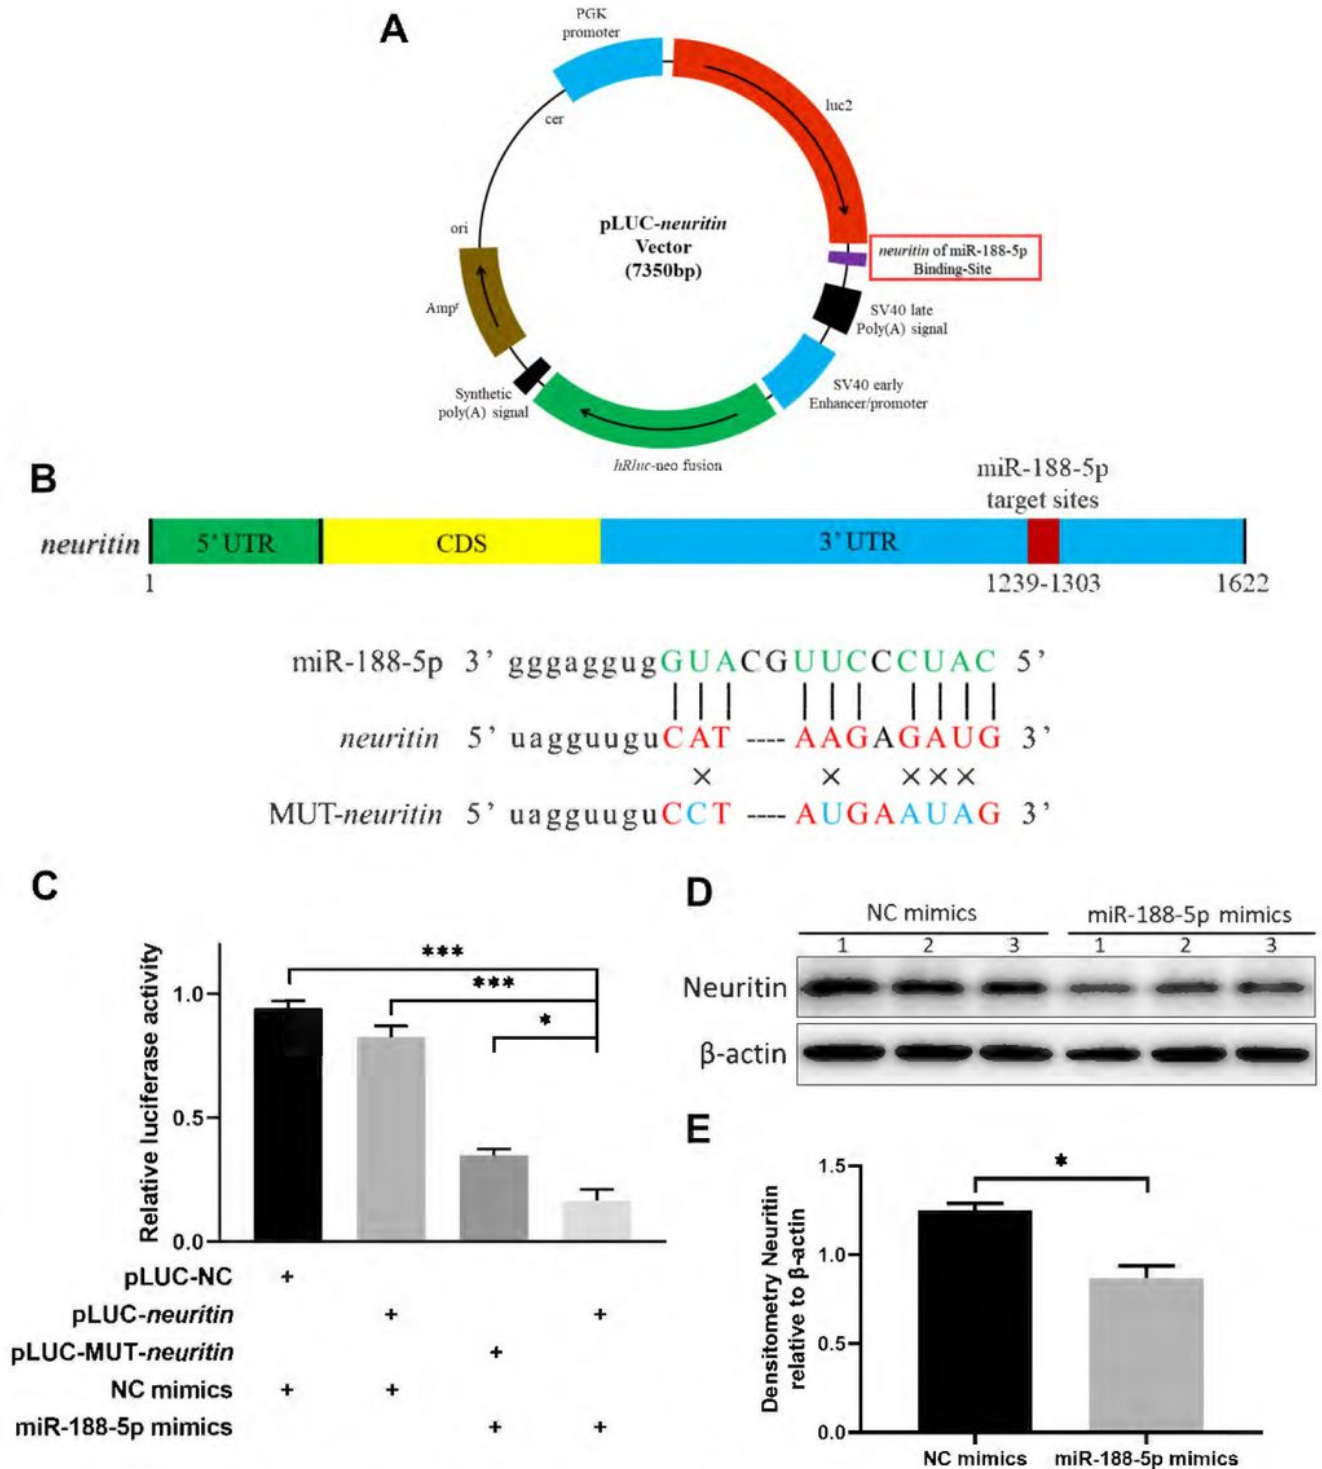 A
PGK
promoter
luc2
cer
pLUC-neuritin
Vector
(7350bp)
ori
neuritin of miR-188-5p
Binding-Site
Ampʳ
SV40 late
Poly(A) signal
SV40 early
Enhancer/promoter
Synthetic
poly(A) signal
hRluc-neo fusion
B
miR-188-5p
target sites
neuritin 5’UTR CDS 3’UTR
1 1239-1303 1622
miR-188-5p 3’ gggaggugGUACGUUCCCUAC 5’
neuritin 5’ uagguuguCAT ---- AAGAGAUG 3’
× × × × ×
MUT-neuritin 5’ uagguuguCCT ---- AUGAAUAG 3’
C
Relative luciferase activity
1.0
0.5
0.0
***
***
*
pLUC-NC +
pLUC-neuritin + +
pLUC-MUT-neuritin +
NC mimics + +
miR-188-5p mimics + +
D
NC mimics miR-188-5p mimics
1 2 3 1 2 3
Neuritin
β-actin
E
Densitometry Neuritin
relative to β-actin
1.5
1.0
0.5
0.0
*
NC mimics miR-188-5p mimics